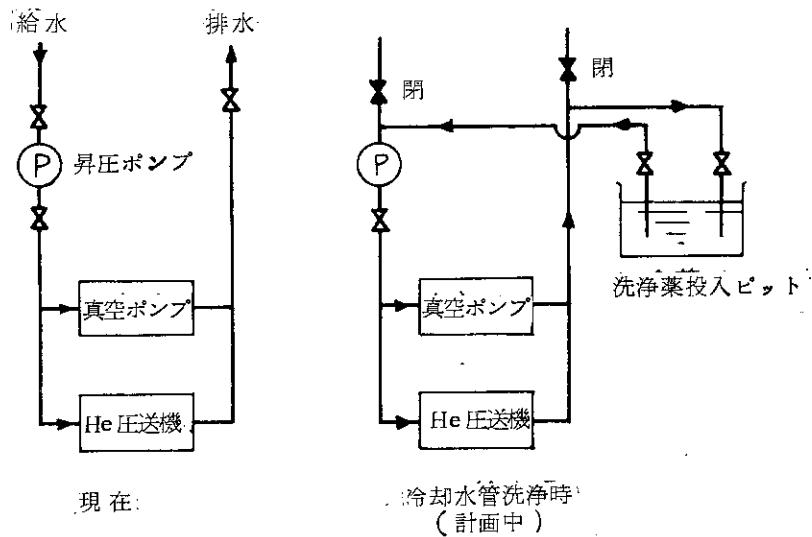 給水
排水
P
昇圧ポンプ
真空ポンプ
He圧送機
現在
閉
閉
P
真空ポンプ
He圧送機
洗浄薬投入ピット
冷却水管洗浄時
(計画中)